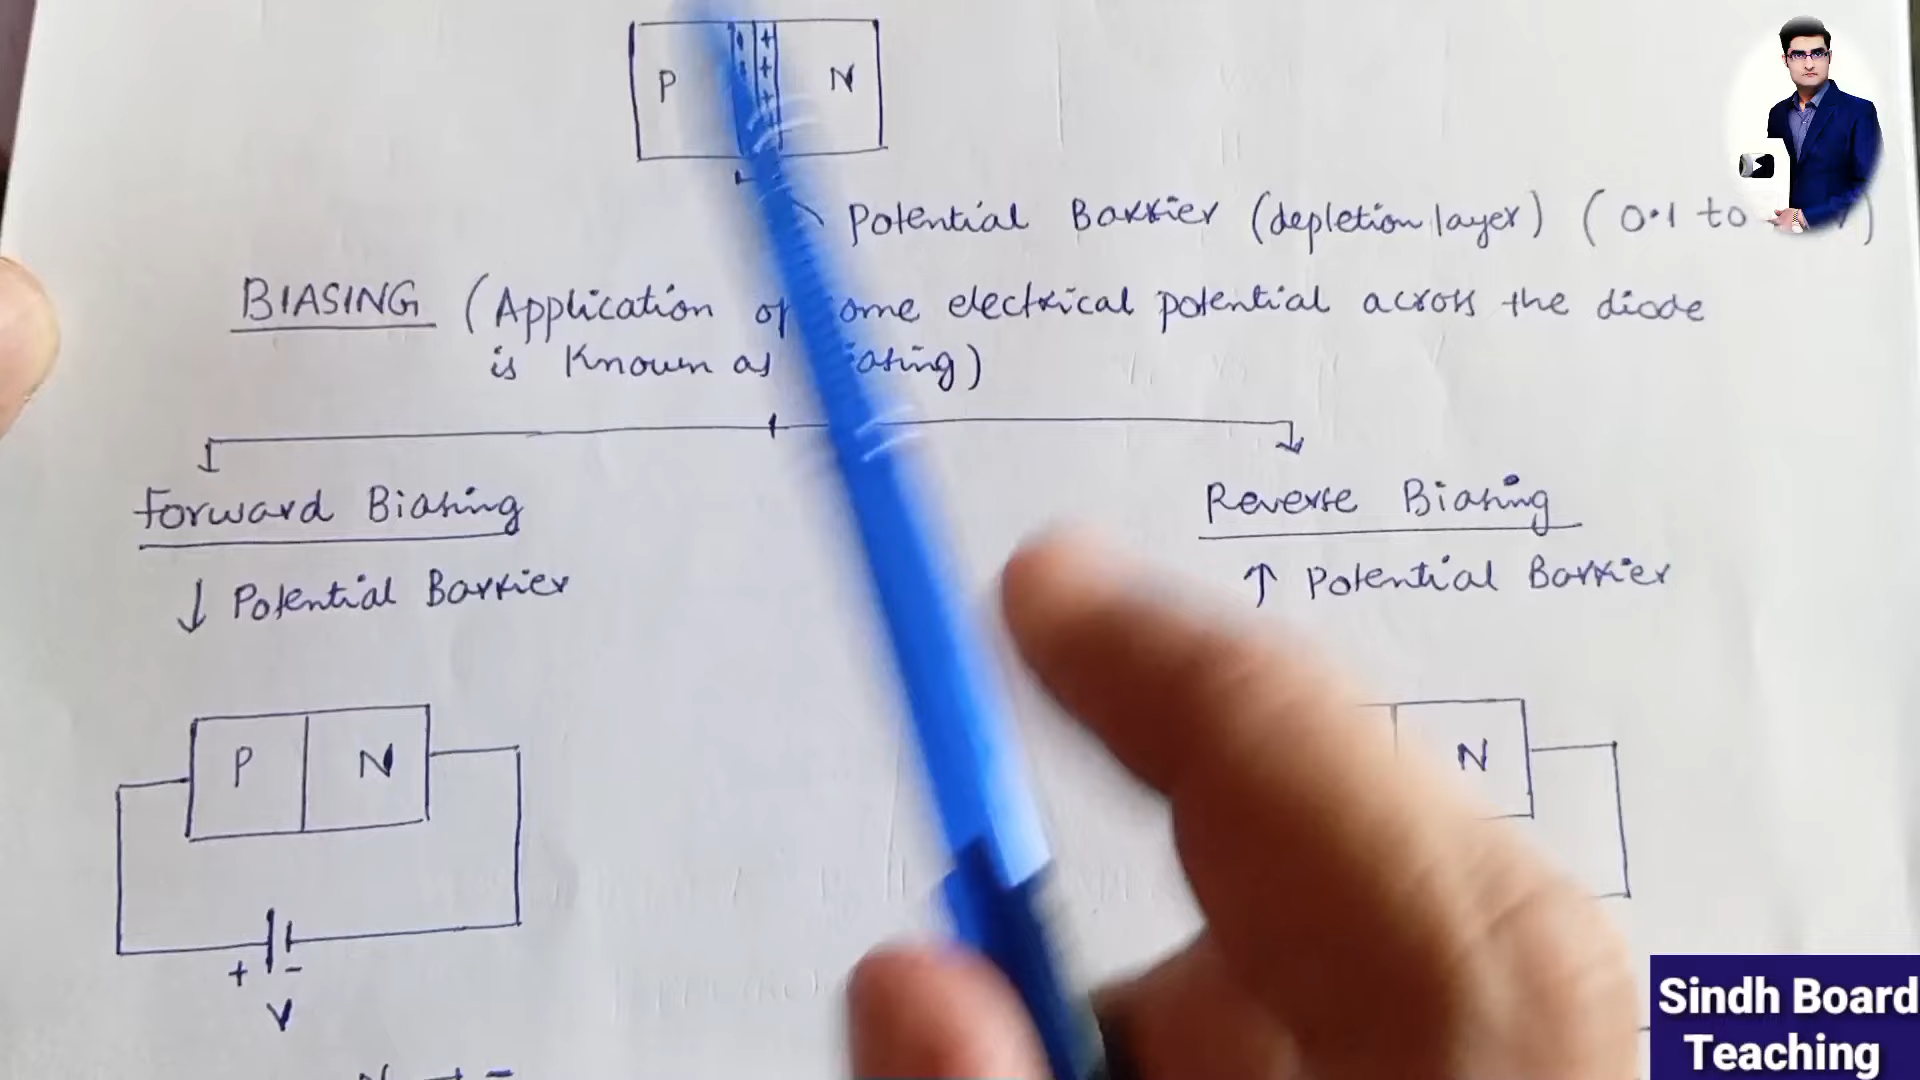 P + + + N
Potential Barrier (depletion layer) ( 0.1 to
BIASING (Application of some electrical potential across the diode
is Known as Biasing)
Forward Biasing
Reverse Biasing
↓ Potential Barrier
↑ Potential Barrier
P N
N
+ -
V
N → -
Sindh Board
Teaching